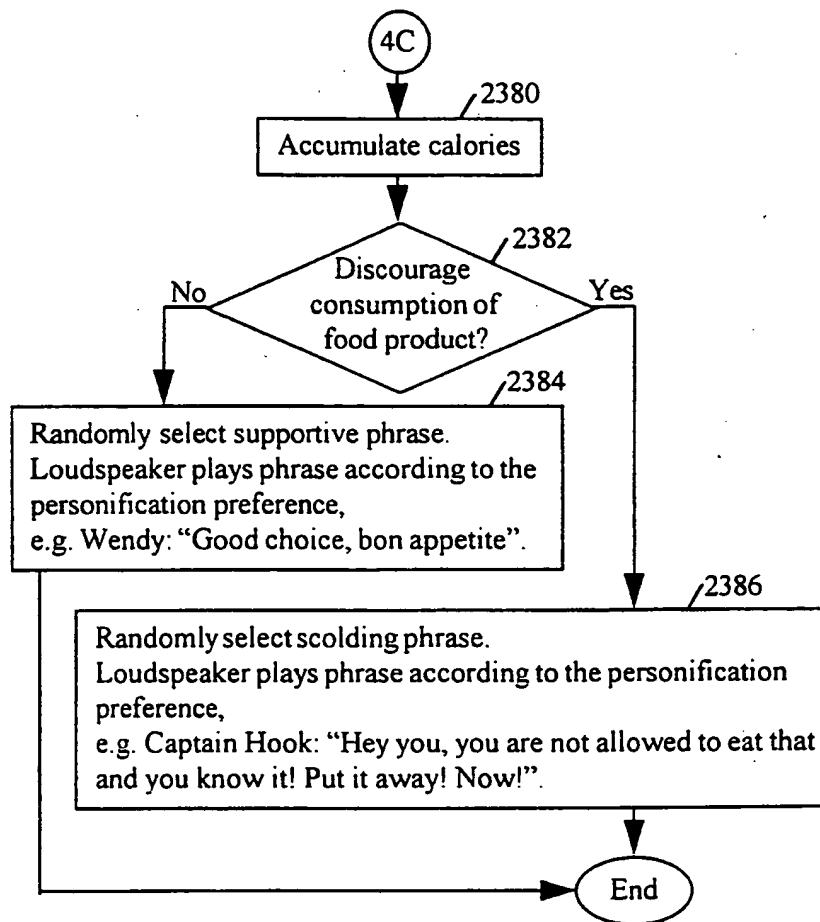 4C
2380
Accumulate calories
2382
Discourage
consumption of
food product?
No
Yes
2384
Randomly select supportive phrase.
Loudspeaker plays phrase according to the
personification preference,
e.g. Wendy: “Good choice, bon appetite”.
2386
Randomly select scolding phrase.
Loudspeaker plays phrase according to the personification
preference,
e.g. Captain Hook: “Hey you, you are not allowed to eat that
and you know it! Put it away! Now!”.
End